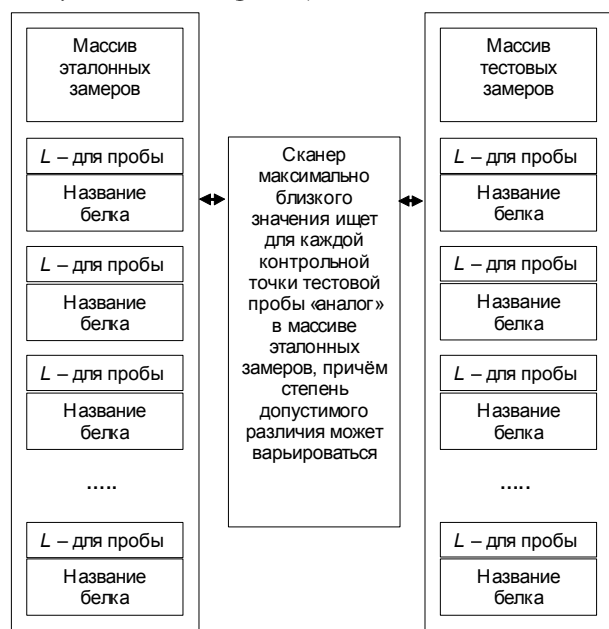 Массив
эталонных
замеров
L – для пробы
Название
белка
L – для пробы
Название
белка
L – для пробы
Название
белка
.....
L – для пробы
Название
белка
Сканер
максимально
близкого
значения ищет
для каждой
контрольной
точки тестовой
пробы «аналог»
в массиве
эталонных
замеров, причём
степень
допустимого
различия может
варьироваться
Массив
тестовых
замеров
L – для пробы
Название
белка
L – для пробы
Название
белка
L – для пробы
Название
белка
.....
L – для пробы
Название
белка